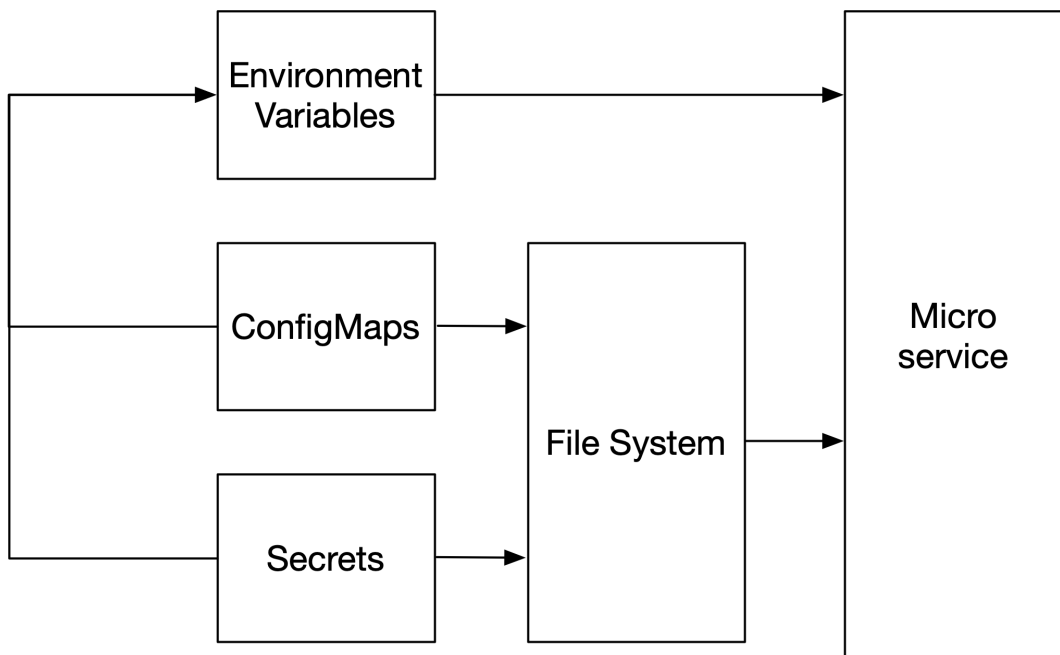 Environment
Variables
ConfigMaps
Micro
service
File System
Secrets